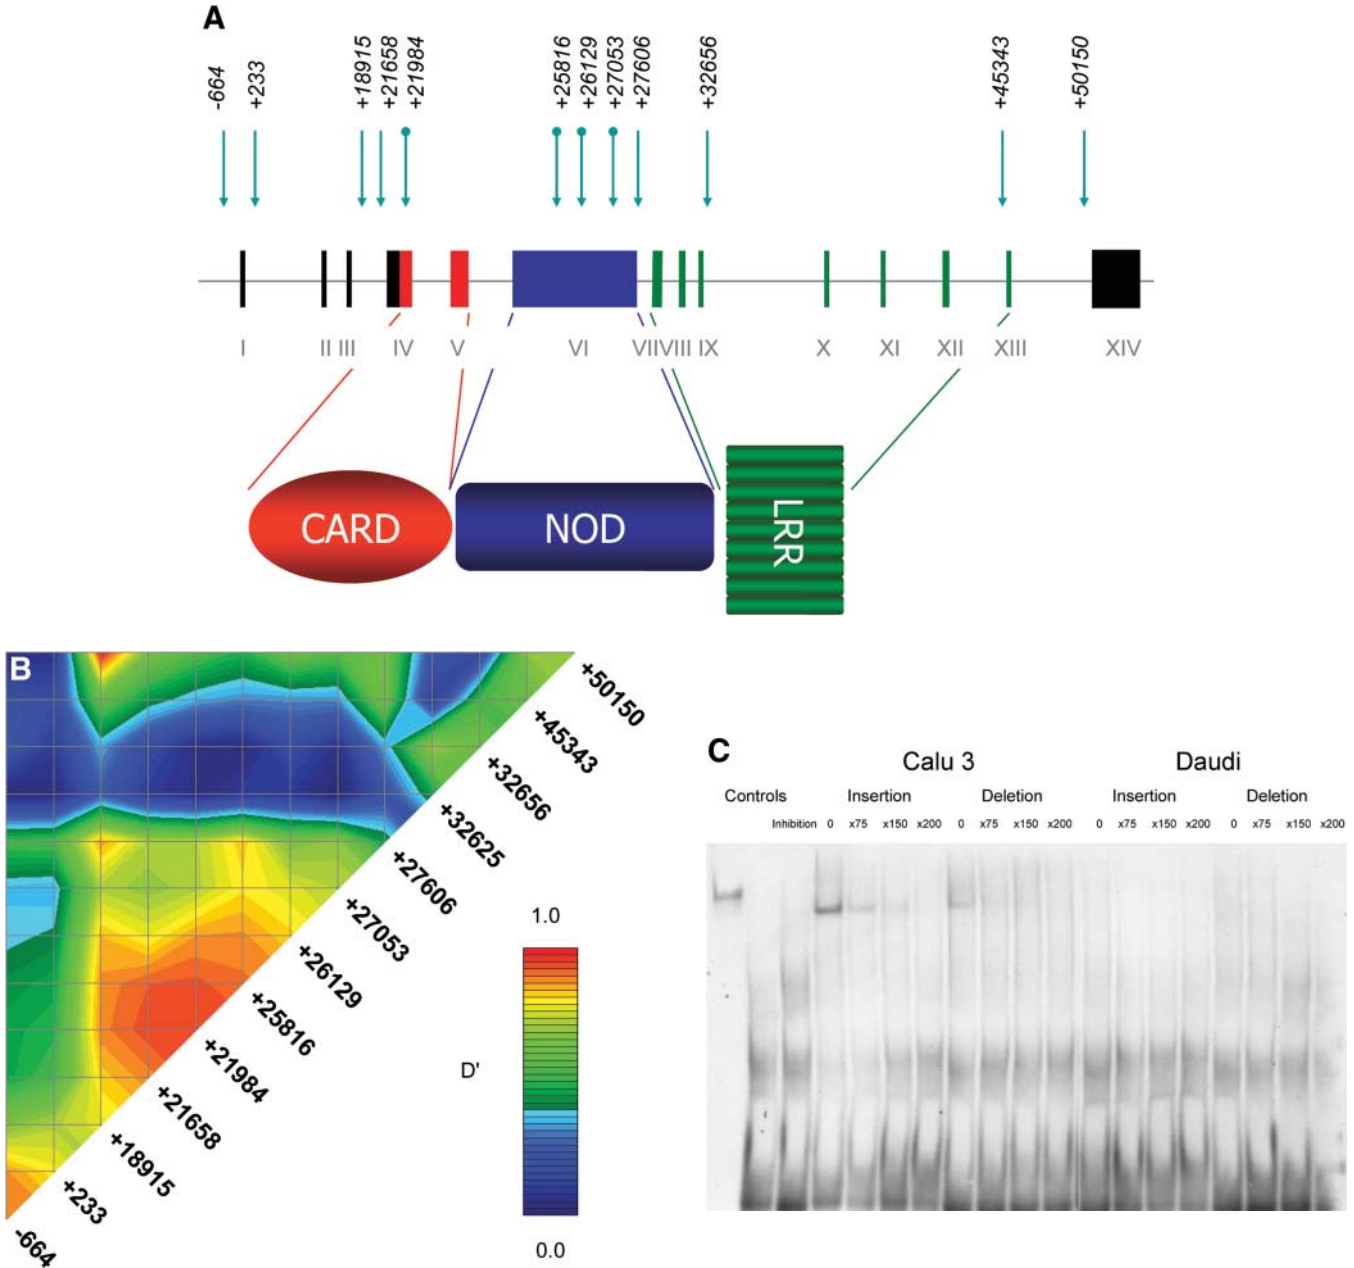 A
-664 +233 +18915 +21658 +21984 +25816 +26129 +27053 +27606 +32656 +45343 +50150
I II III IV V VI VII VIII IX X XI XII XIII XIV
CARD NOD LRR
B
+50150
+45343
+32656
+32625
+27606
+27053
+26129
+25816
+21984
+21658
+18915
+233
-664
1.0
D'
0.0
C
Calu 3 Daudi
Controls Insertion Deletion Insertion Deletion
Inhibition 0 x75 x150 x200 0 x75 x150 x200 0 x75 x150 x200 0 x75 x150 x200